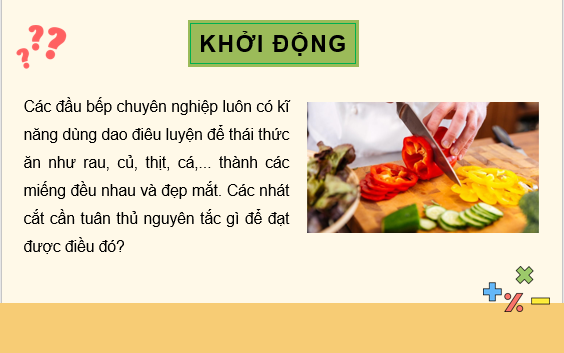 ???
KHỞI ĐỘNG
Các đầu bếp chuyên nghiệp luôn có kĩ
năng dùng dao điêu luyện để thái thức
ăn như rau, củ, thịt, cá,... thành các
miếng đều nhau và đẹp mắt. Các nhát
cắt cần tuân thủ nguyên tắc gì để đạt
được điều đó?